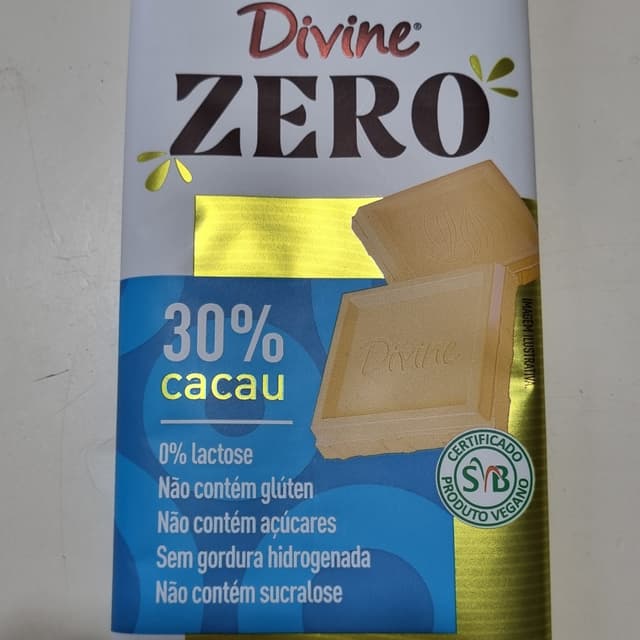 Divine®
ZERO
30%
cacau
0% lactose
Não contém glúten
Não contém açúcares
Sem gordura hidrogenada
Não contém sucralose
Divine
IMAGEM ILUSTRATIVA.
CERTIFICADO
SVB
PRODUTO VEGANO